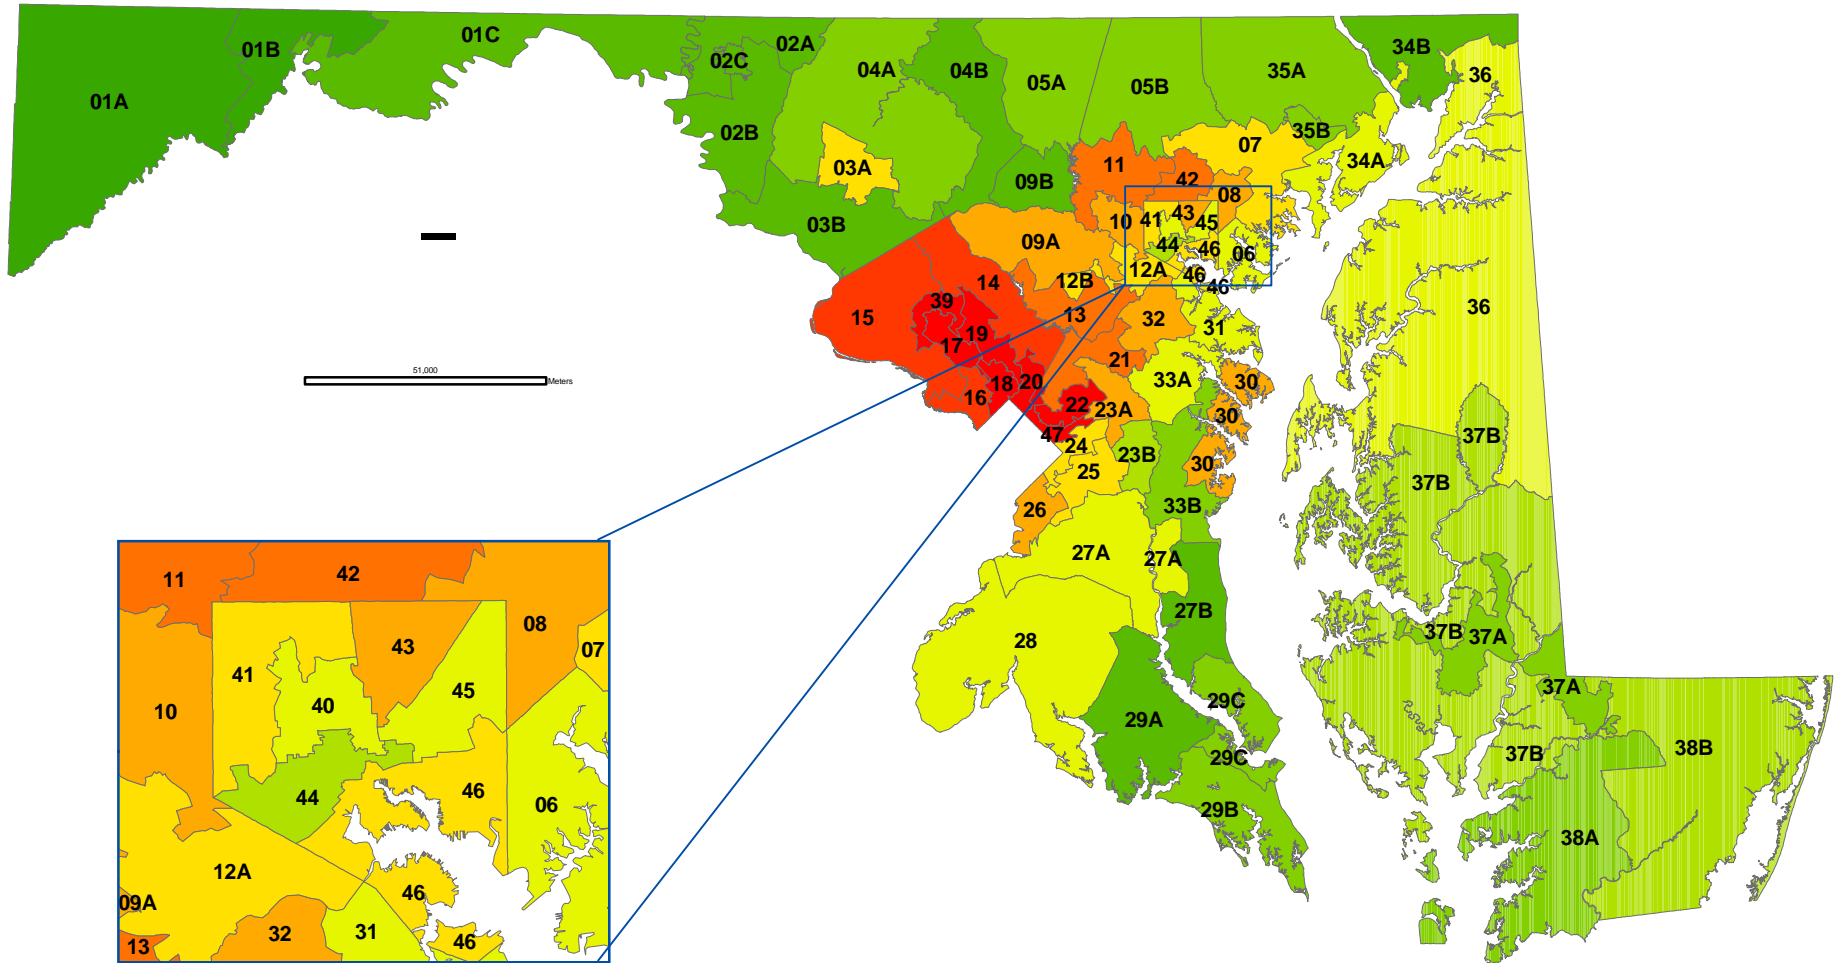 01A
01B
01C
02C
02A
02B
04A
04B
05A
05B
35A
34B
36
03A
03B
09B
11
07
35B
34A
42
08
10
41
43
45
09A
44
46
06
12B
12A
46
46
14
15
39
13
32
31
36
19
17
21
33A
30
18
20
16
22
23A
30
47
24
23B
30
25
37B
37B
26
33B
27A
27A
27B
37B
37A
28
29A
29C
37A
29C
37B
38B
29B
38A
51,000
Meters
11
42
08
07
43
41
45
40
10
44
46
06
12A
46
09A
32
31
46
13